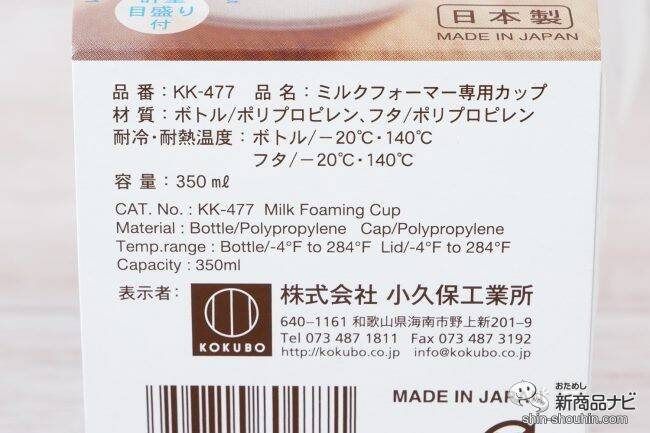 目盛り
付
日本製
MADE IN JAPAN
品 番：KK-477　品 名：ミルクフォーマー専用カップ
材 質：ボトル/ポリプロピレン、フタ/ポリプロピレン
耐冷・耐熱温度：ボトル/－20℃・140℃
フタ/－20℃・140℃
容 量：350㎖
CAT. No. : KK-477 Milk Foaming Cup
Material : Bottle/Polypropylene Cap/Polypropylene
Temp.range : Bottle/-4°F to 284°F Lid/-4°F to 284°F
Capacity : 350ml
表示者：
KOKUBO
株式会社 小久保工業所
640-1161 和歌山県海南市野上新201-9
Tel 073 487 1811 Fax 073 487 3192
http://kokubo.co.jp info@kokubo.co.jp
MADE IN JAPAN
おためし
新商品ナビ
shin-shouhin.com